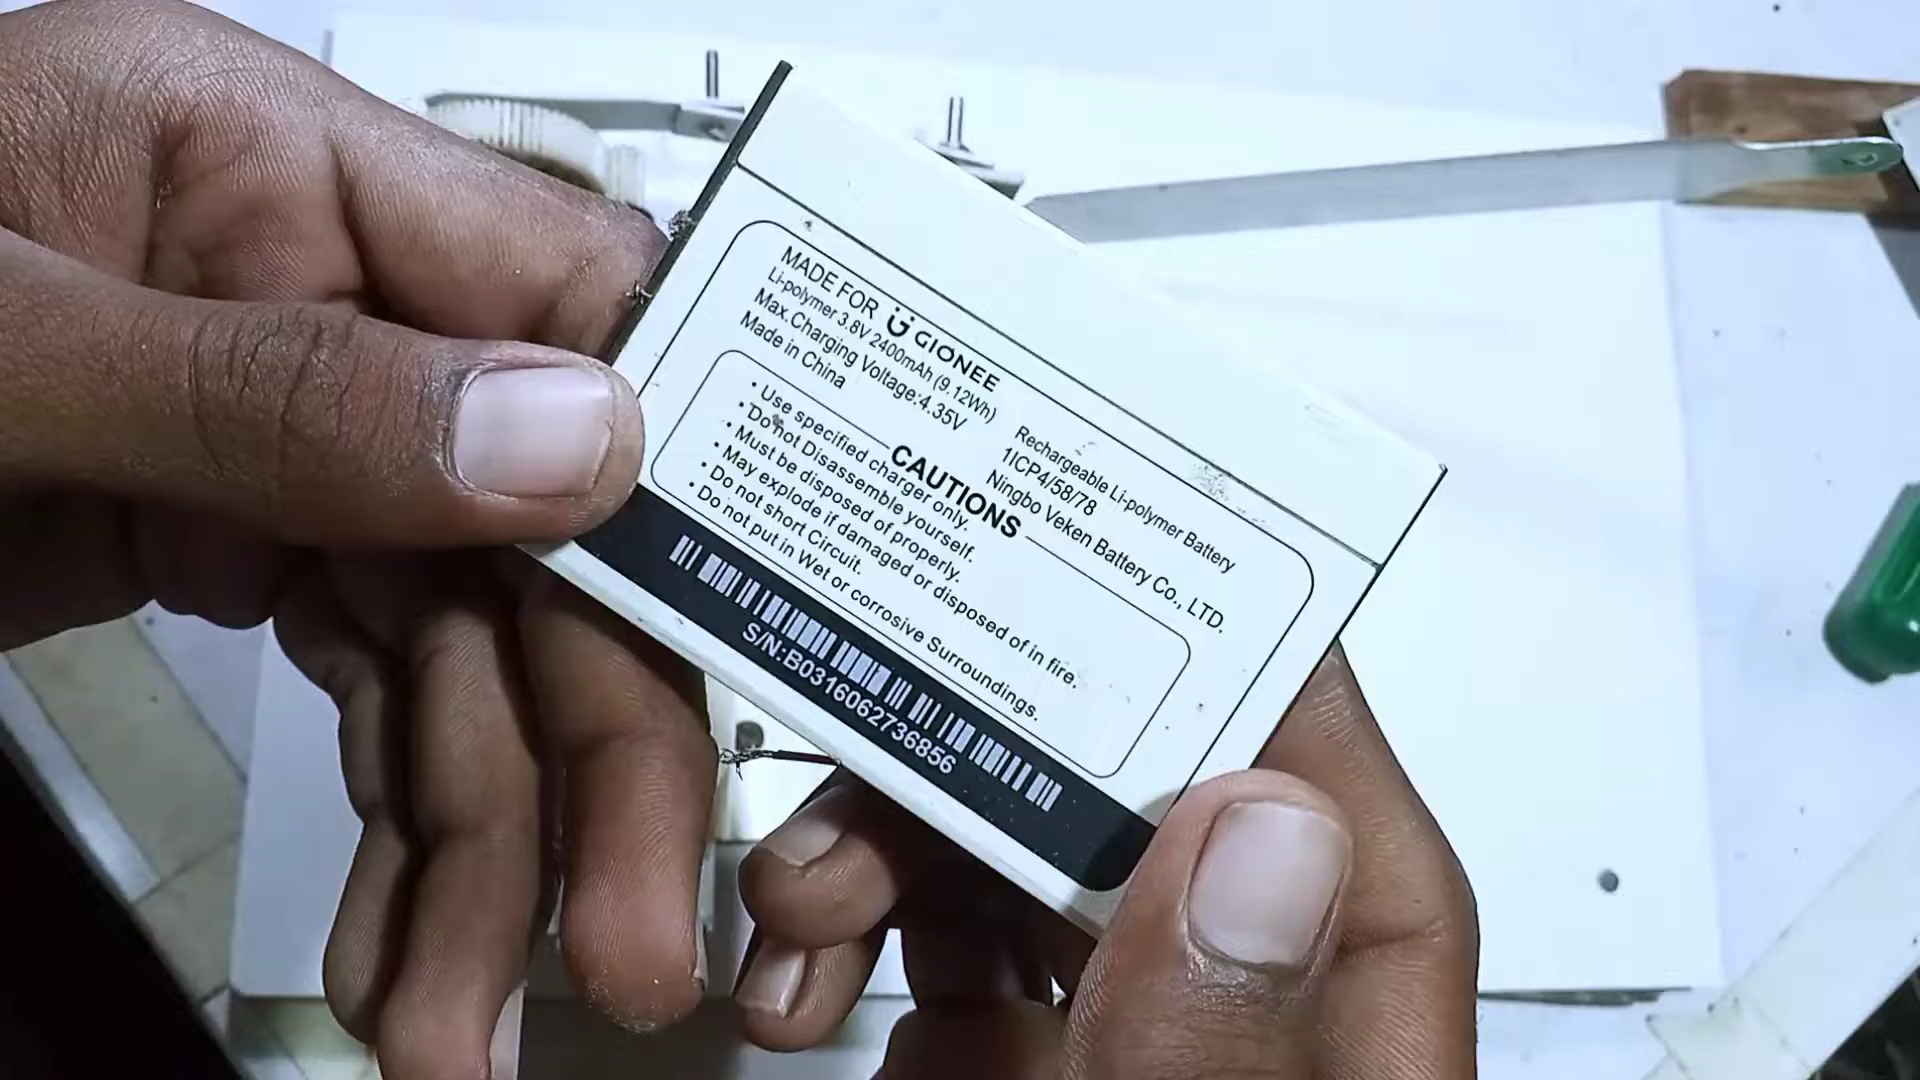 MADE FOR GIONEE
Li-polymer 3.8V 2400mAh (9.12Wh)
Max.Charging Voltage:4.35V
Made in China
Rechargeable Li-polymer Battery
1ICP4/58/78
Ningbo Veken Battery Co., LTD.
CAUTIONS
• Use specified charger only.
• Do not Disassemble yourself.
• Must be disposed of properly.
• May explode if damaged or disposed of in fire.
• Do not short Circuit.
• Do not put in Wet or corrosive Surroundings.
S/N:B0316062736856